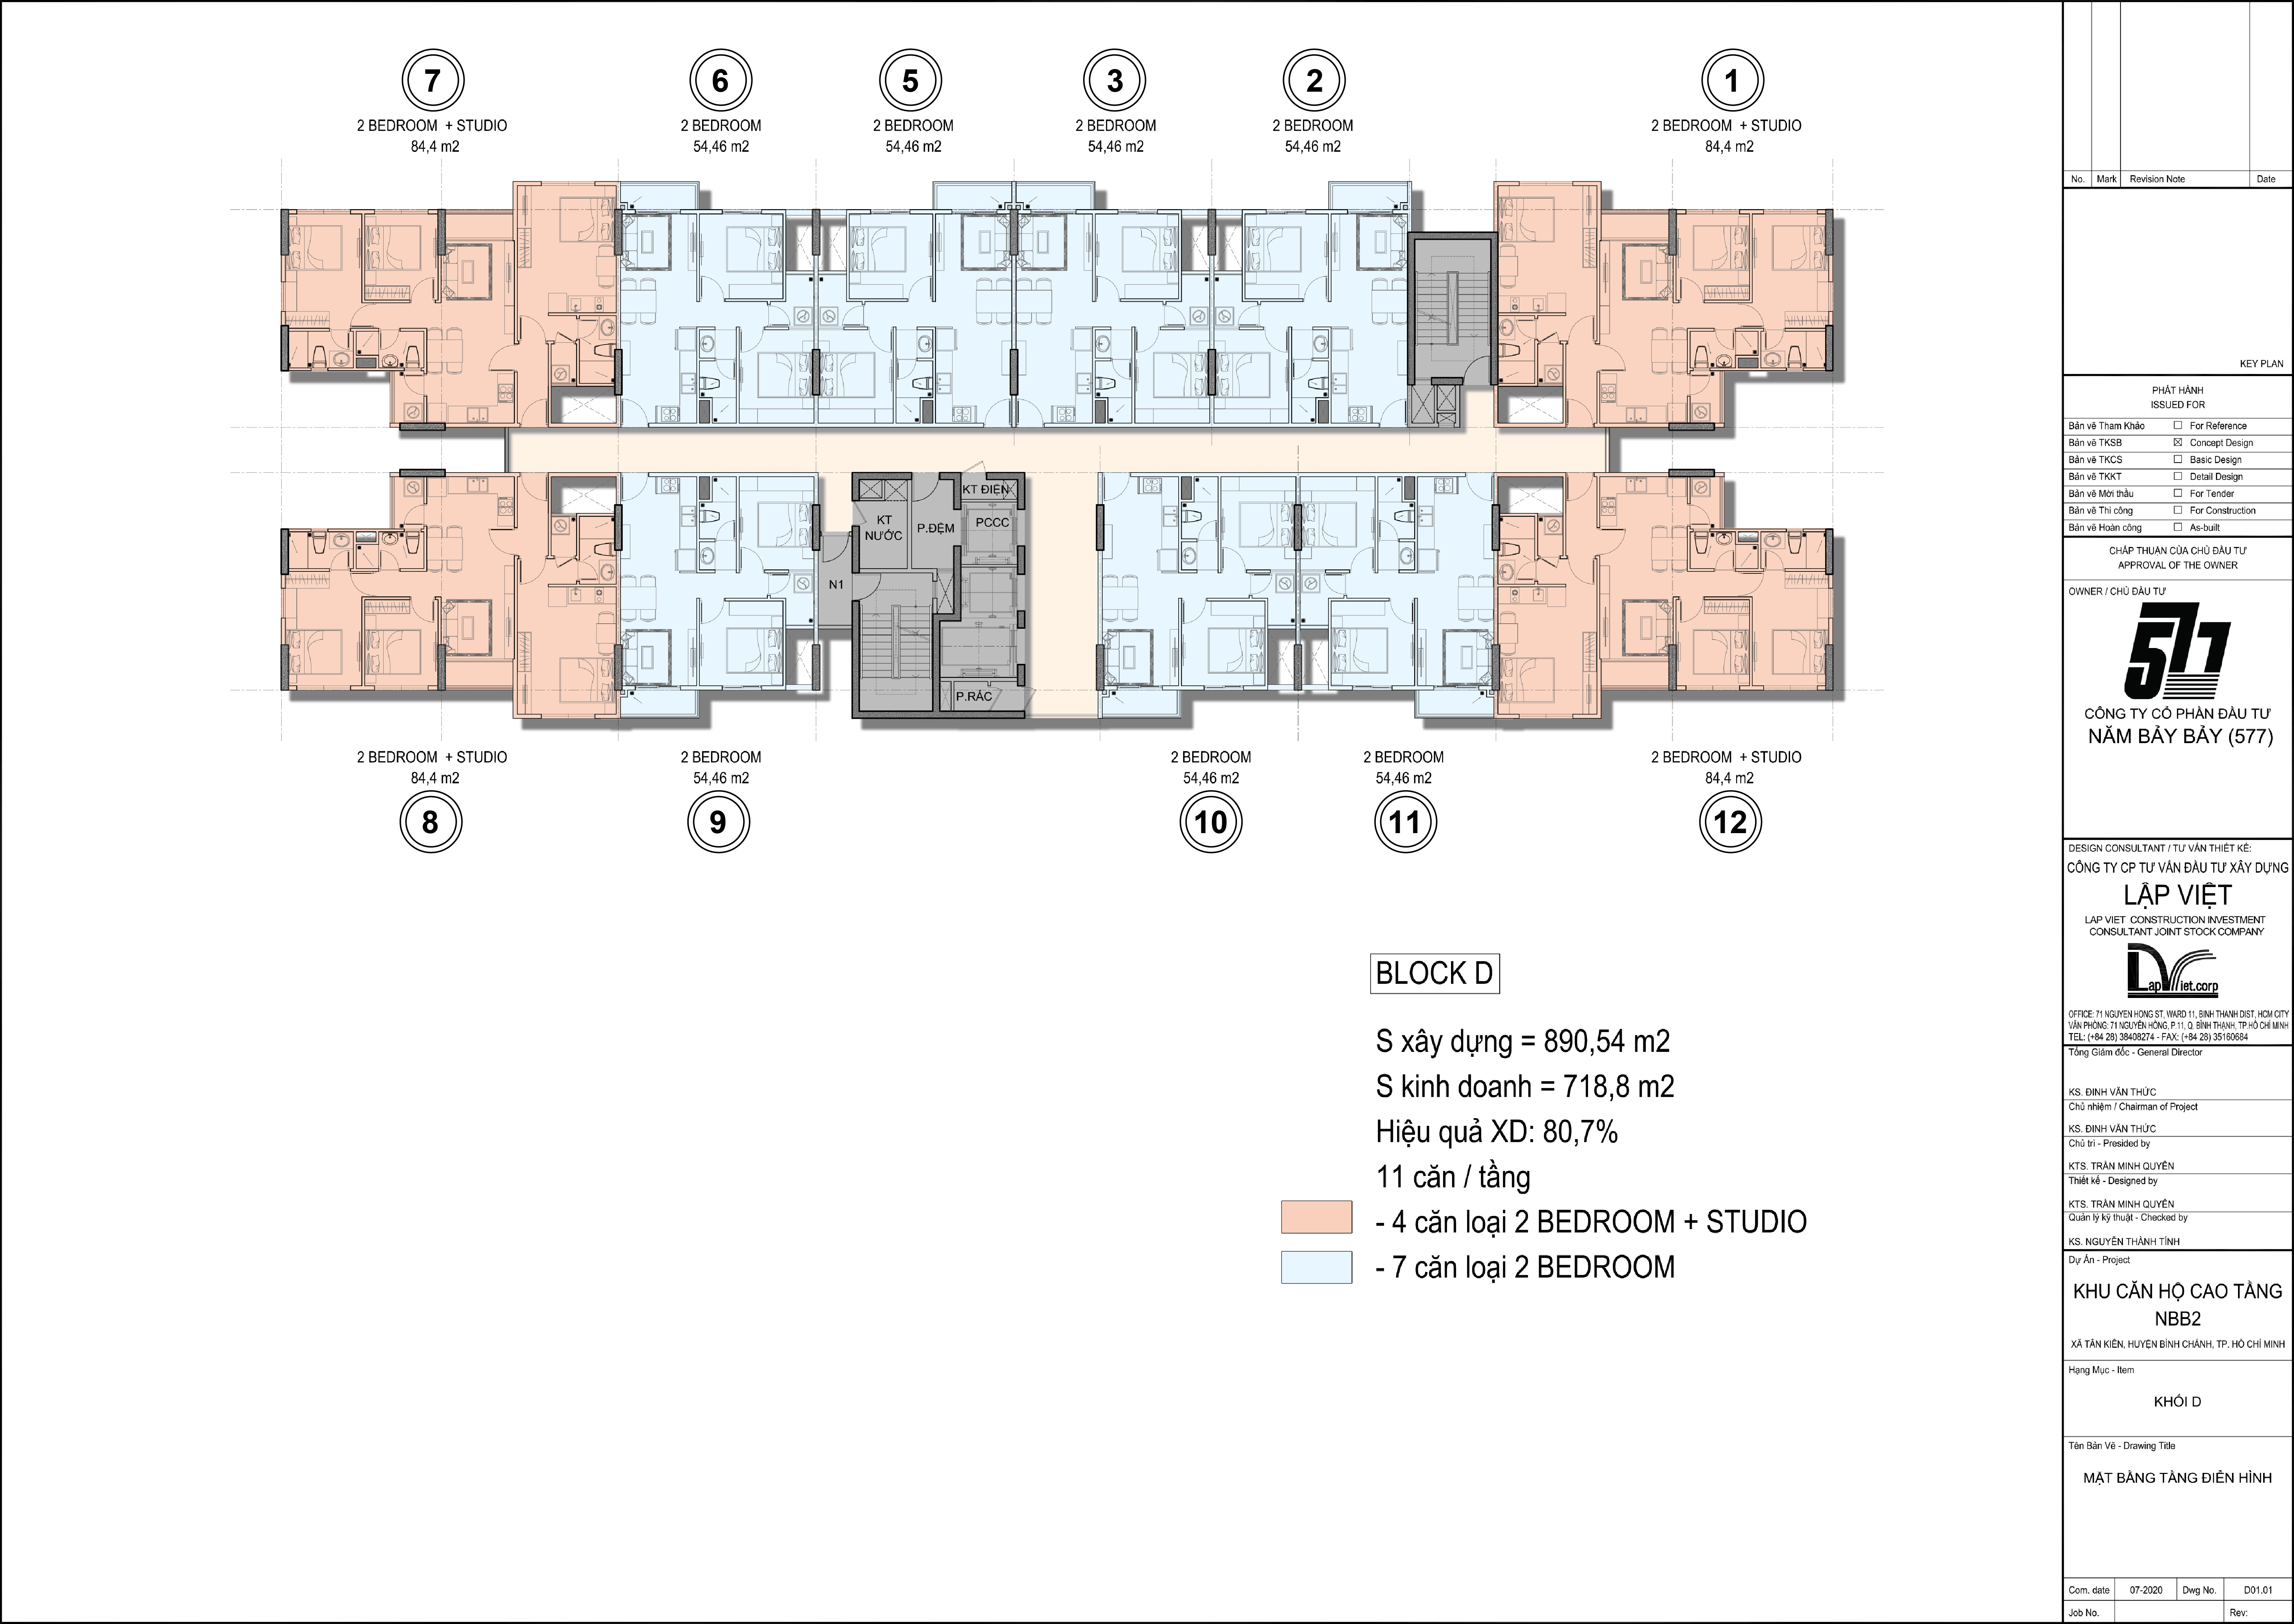 7
6
5
3
2
1
2 BEDROOM + STUDIO
84,4 m2
2 BEDROOM
54,46 m2
2 BEDROOM
54,46 m2
2 BEDROOM
54,46 m2
2 BEDROOM
54,46 m2
2 BEDROOM + STUDIO
84,4 m2
KT ĐIỆN
KT
NƯỚC
P.ĐỆM
PCCC
N1
P.RÁC
2 BEDROOM + STUDIO
84,4 m2
2 BEDROOM
54,46 m2
2 BEDROOM
54,46 m2
2 BEDROOM
54,46 m2
2 BEDROOM + STUDIO
84,4 m2
8
9
10
11
12
BLOCK D
S xây dựng = 890,54 m2
S kinh doanh = 718,8 m2
Hiệu quả XD: 80,7%
11 căn / tầng
- 4 căn loại 2 BEDROOM + STUDIO
- 7 căn loại 2 BEDROOM
No. Mark Revision Note Date
KEY PLAN
PHÁT HÀNH
ISSUED FOR
Bản vẽ Tham Khảo ☐ For Reference
Bản vẽ TKSB ☒ Concept Design
Bản vẽ TKCS ☐ Basic Design
Bản vẽ TKKT ☐ Detail Design
Bản vẽ Mời thầu ☐ For Tender
Bản vẽ Thi công ☐ For Construction
Bản vẽ Hoàn công ☐ As-built
CHẤP THUẬN CỦA CHỦ ĐẦU TƯ
APPROVAL OF THE OWNER
OWNER / CHỦ ĐẦU TƯ
577
CÔNG TY CỔ PHẦN ĐẦU TƯ
NĂM BẢY BẢY (577)
DESIGN CONSULTANT / TƯ VẤN THIẾT KẾ:
CÔNG TY CP TƯ VẤN ĐẦU TƯ XÂY DỰNG
LẬP VIỆT
LAP VIET CONSTRUCTION INVESTMENT
CONSULTANT JOINT STOCK COMPANY
LapViet.corp
OFFICE: 71 NGUYEN HONG ST, WARD 11, BINH THANH DIST, HCM CITY
VĂN PHÒNG: 71 NGUYÊN HỒNG, P.11, Q. BÌNH THẠNH, TP.HỒ CHÍ MINH
TEL: (+84 28) 38408274 - FAX: (+84 28) 35160684
Tổng Giám đốc - General Director
KS. ĐINH VĂN THỨC
Chủ nhiệm / Chairman of Project
KS. ĐINH VĂN THỨC
Chủ trì - Presided by
KTS. TRẦN MINH QUYÊN
Thiết kế - Designed by
KTS. TRẦN MINH QUYÊN
Quản lý kỹ thuật - Checked by
KS. NGUYỄN THÀNH TÍNH
Dự Án - Project
KHU CĂN HỘ CAO TẦNG
NBB2
XÃ TÂN KIÊN, HUYỆN BÌNH CHÁNH, TP. HỒ CHÍ MINH
Hạng Mục - Item
KHỐI D
Tên Bản Vẽ - Drawing Title
MẶT BẰNG TẦNG ĐIỂN HÌNH
Com. date 07-2020 Dwg No. D01.01
Job No. Rev: